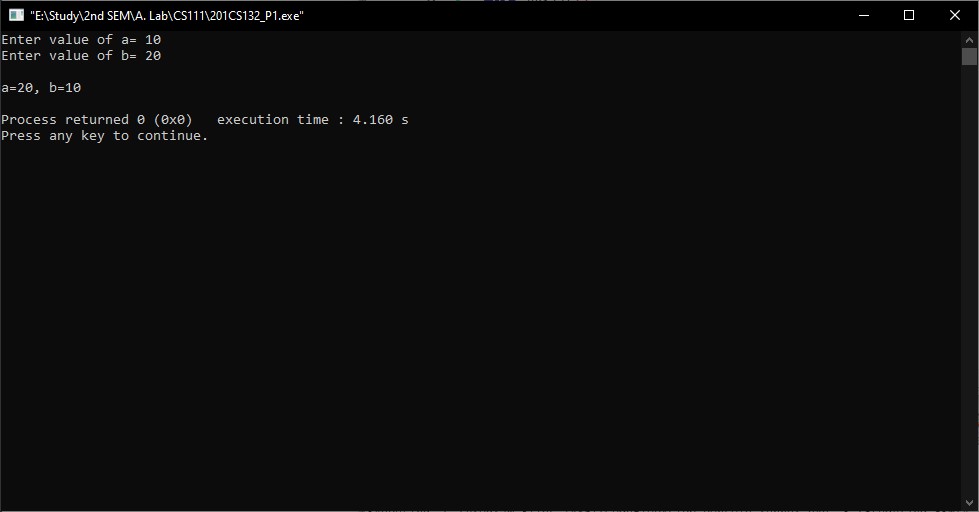 "E:\Study\2nd SEM\A. Lab\CS111\201CS132_P1.exe"
Enter value of a= 10
Enter value of b= 20
a=20, b=10
Process returned 0 (0x0)   execution time : 4.160 s
Press any key to continue.